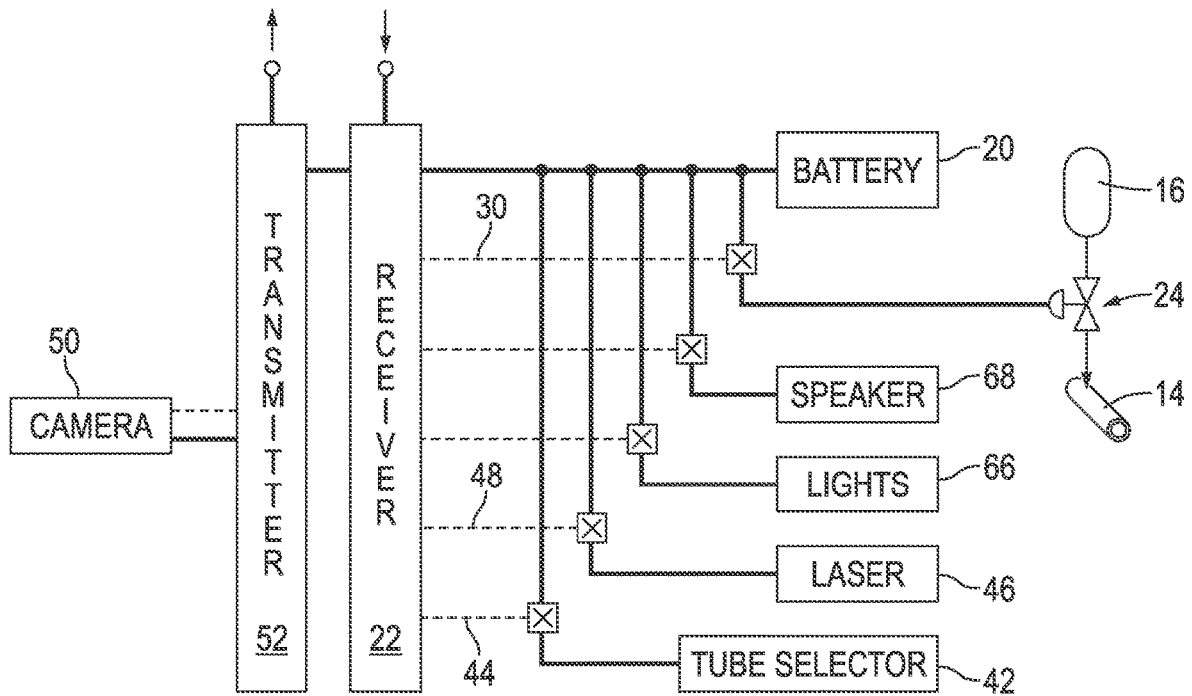 BATTERY
20
16
30
24
50
CAMERA
TRANSMITTER
RECEIVER
SPEAKER
68
14
LIGHTS
66
48
LASER
46
52
22
44
TUBE SELECTOR
42